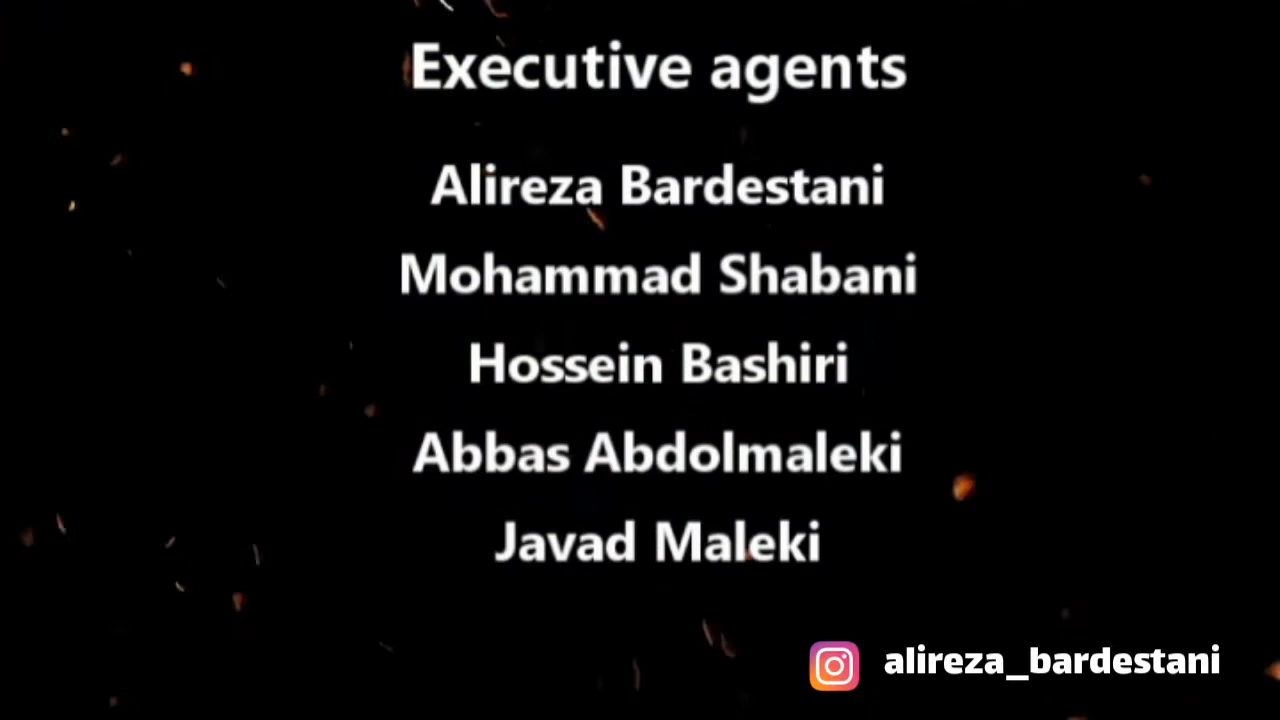 Executive agents
Alireza Bardestani
Mohammad Shabani
Hossein Bashiri
Abbas Abdolmaleki
Javad Maleki
alireza_bardestani